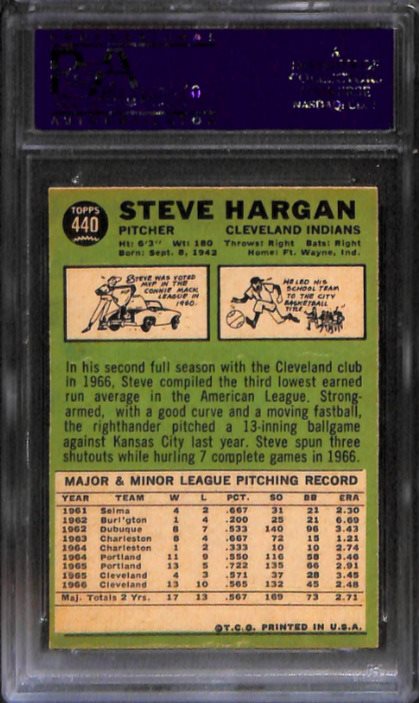 TOPPS
440
STEVE HARGAN
PITCHER CLEVELAND INDIANS
Ht: 6'3" Wt: 180 Throws: Right Bats: Right
Born: Sept. 8, 1942 Home: Ft. Wayne, Ind.
STEVE WAS VOTED
MVP IN THE
CONNIE MACK
LEAGUE IN
1960.
HE LED HIS
SCHOOL TEAM
TO THE CITY
BASKETBALL
TITLE
In his second full season with the Cleveland club
in 1966, Steve compiled the third lowest earned
run average in the American League. Strong-
armed, with a good curve and a moving fastball,
the righthander pitched a 13-inning ballgame
against Kansas City last year. Steve spun three
shutouts while hurling 7 complete games in 1966.
MAJOR & MINOR LEAGUE PITCHING RECORD
YEAR TEAM W L PCT. SO BB ERA
1961 Selma 4 2 .667 31 21 2.30
1962 Burl'gton 1 4 .200 25 21 6.69
1962 Dubuque 8 7 .533 140 96 3.43
1963 Charleston 8 4 .667 72 15 1.21
1964 Charleston 1 2 .333 10 10 2.74
1964 Portland 11 9 .550 116 58 3.46
1965 Portland 13 5 .722 135 66 2.91
1965 Cleveland 4 3 .571 37 28 3.45
1966 Cleveland 13 10 .565 132 45 2.48
Maj. Totals 2 Yrs. 17 13 .567 169 73 2.71
©T.C.G. PRINTED IN U.S.A.